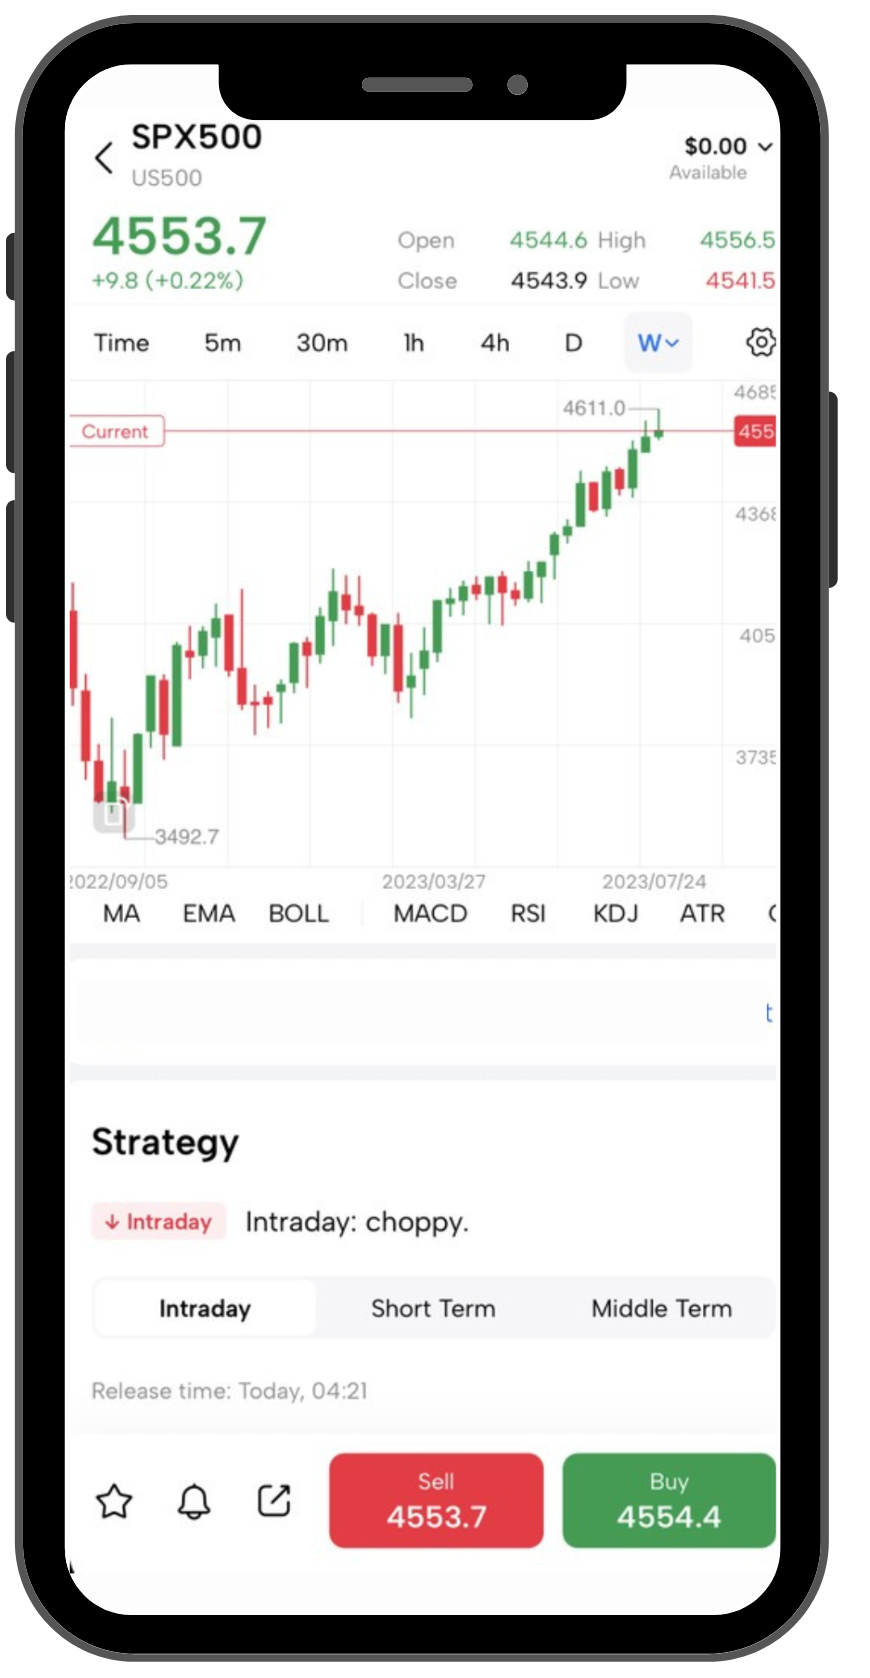 SPX500
US500
$0.00
Available
4553.7
+9.8 (+0.22%)
Open 4544.6 High 4556.5
Close 4543.9 Low 4541.5
Time 5m 30m 1h 4h D W
4685
4611.0
Current 455
4368
405
3735
3492.7
2022/09/05 2023/03/27 2023/07/24
MA EMA BOLL MACD RSI KDJ ATR
t
Strategy
Intraday Intraday: choppy.
Intraday Short Term Middle Term
Release time: Today, 04:21
Sell Buy
4553.7 4554.4